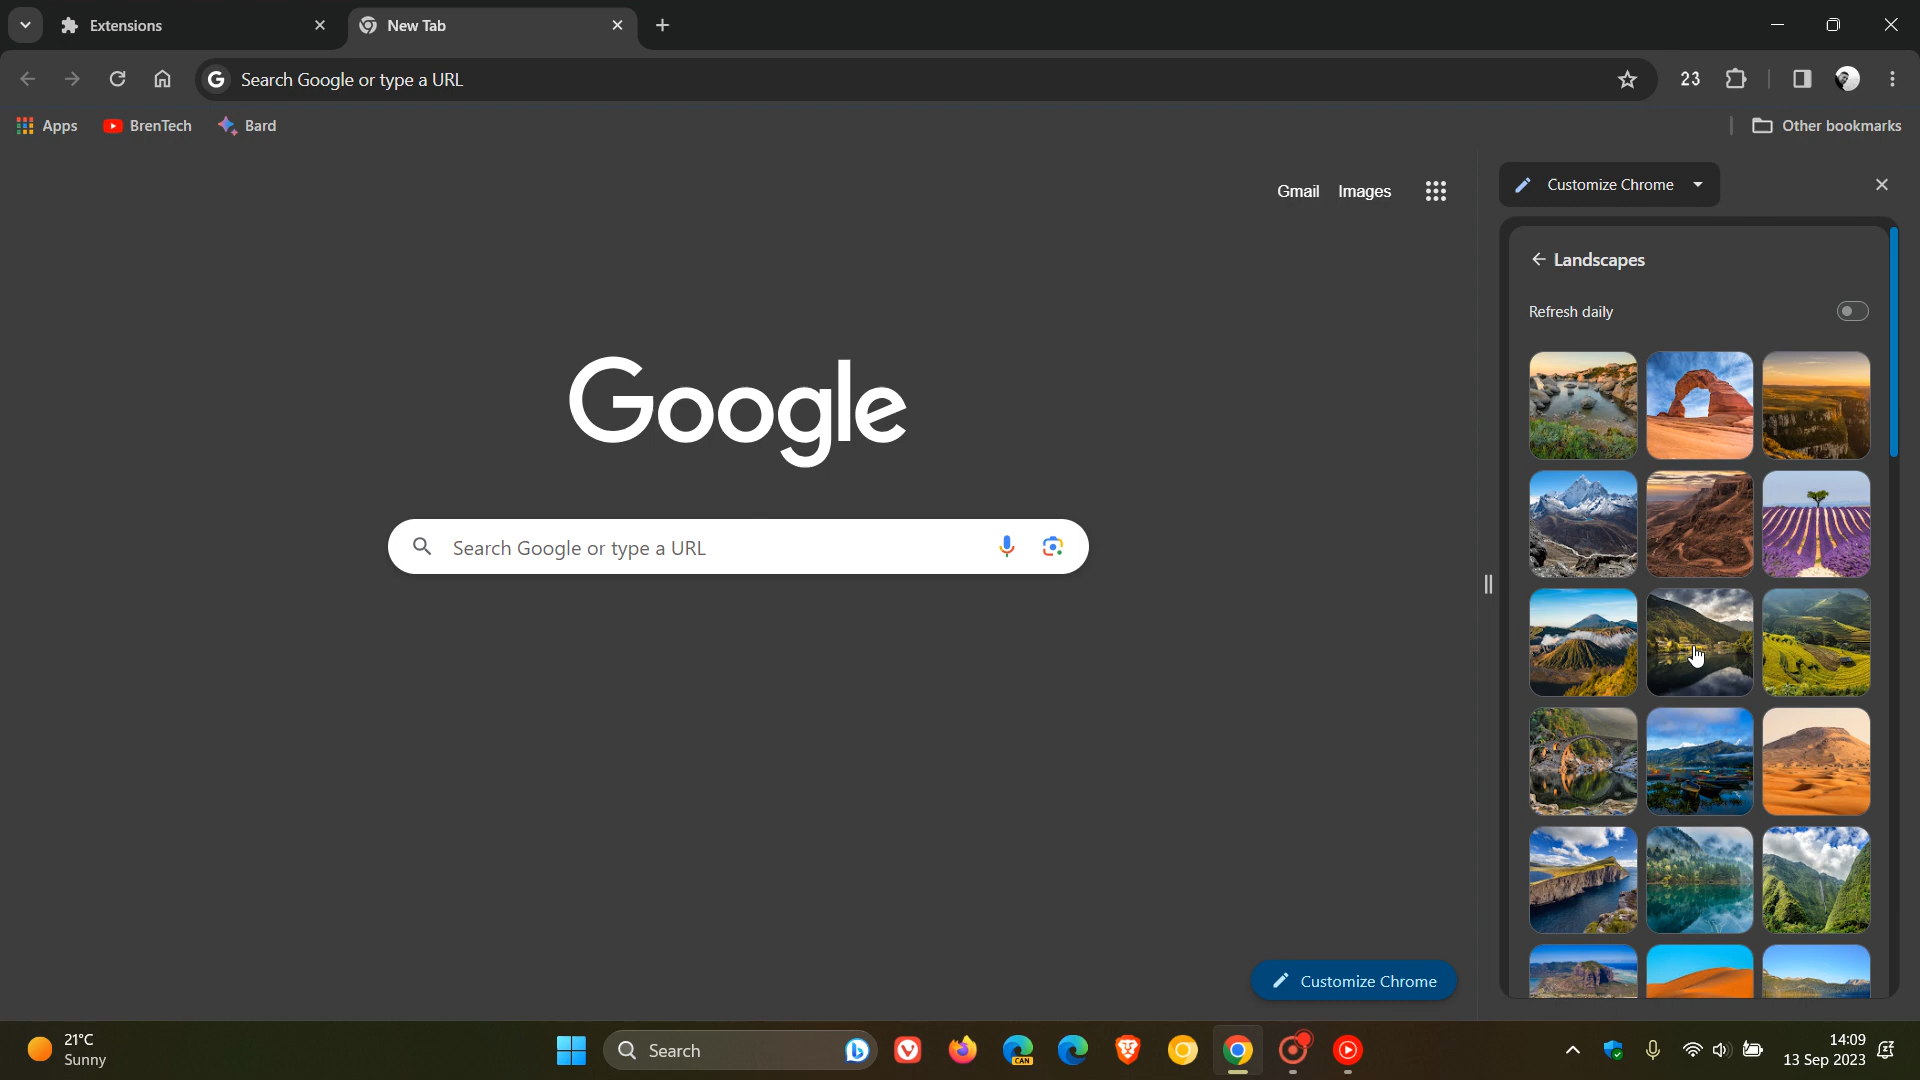 Extensions
New Tab
Search Google or type a URL
23
Apps
BrenTech
Bard
Other bookmarks
Gmail
Images
Customize Chrome
Landscapes
Refresh daily
Google
Search Google or type a URL
Customize Chrome
21°C
Sunny
Search
CAN
14:09
13 Sep 2023